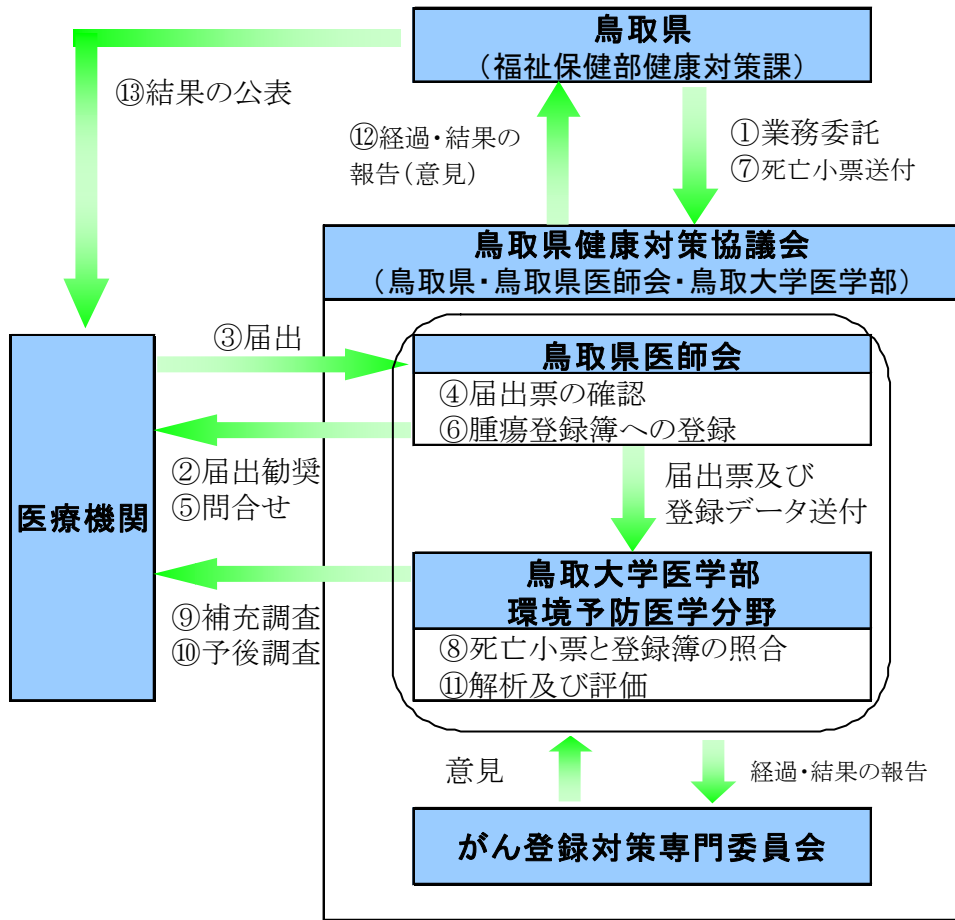 鳥取県
（福祉保健部健康対策課）
⑬結果の公表
⑫経過・結果の
報告（意見）
①業務委託
⑦死亡小票送付
鳥取県健康対策協議会
（鳥取県・鳥取県医師会・鳥取大学医学部）
③届出
鳥取県医師会
④届出票の確認
⑥腫瘍登録簿への登録
②届出勧奨
⑤問合せ
医療機関
届出票及び
登録データ送付
鳥取大学医学部
環境予防医学分野
⑧死亡小票と登録簿の照合
⑪解析及び評価
⑨補充調査
⑩予後調査
意見
経過・結果の報告
がん登録対策専門委員会